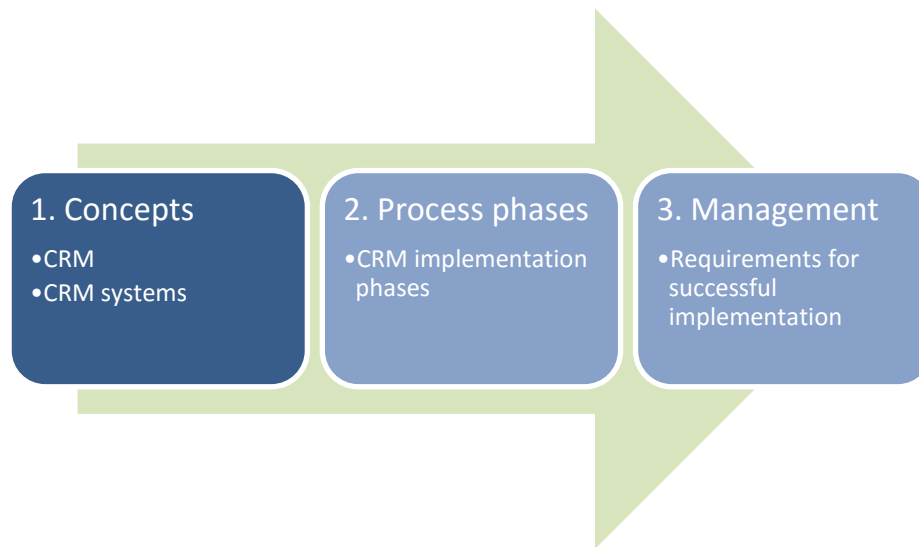 1. Concepts
•CRM
•CRM systems
2. Process phases
•CRM implementation
phases
3. Management
•Requirements for
successful
implementation